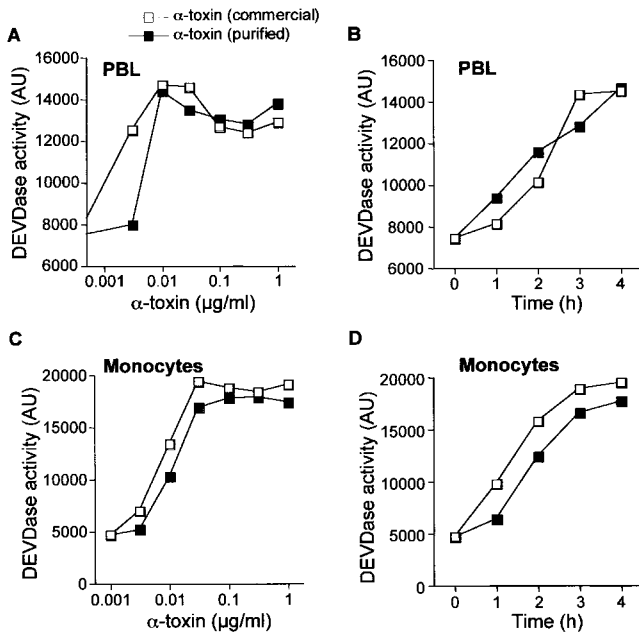 α-toxin (commercial)
α-toxin (purified)
A
PBL
DEVDase activity (AU)
16000
14000
12000
10000
8000
6000
0.001
0.01
0.1
1
α-toxin (µg/ml)
B
PBL
DEVDase activity (AU)
16000
14000
12000
10000
8000
6000
0
1
2
3
4
Time (h)
C
Monocytes
DEVDase activity (AU)
20000
15000
10000
5000
0
0.001
0.01
0.1
1
α-toxin (µg/ml)
D
Monocytes
DEVDase activity (AU)
20000
15000
10000
5000
0
0
1
2
3
4
Time (h)